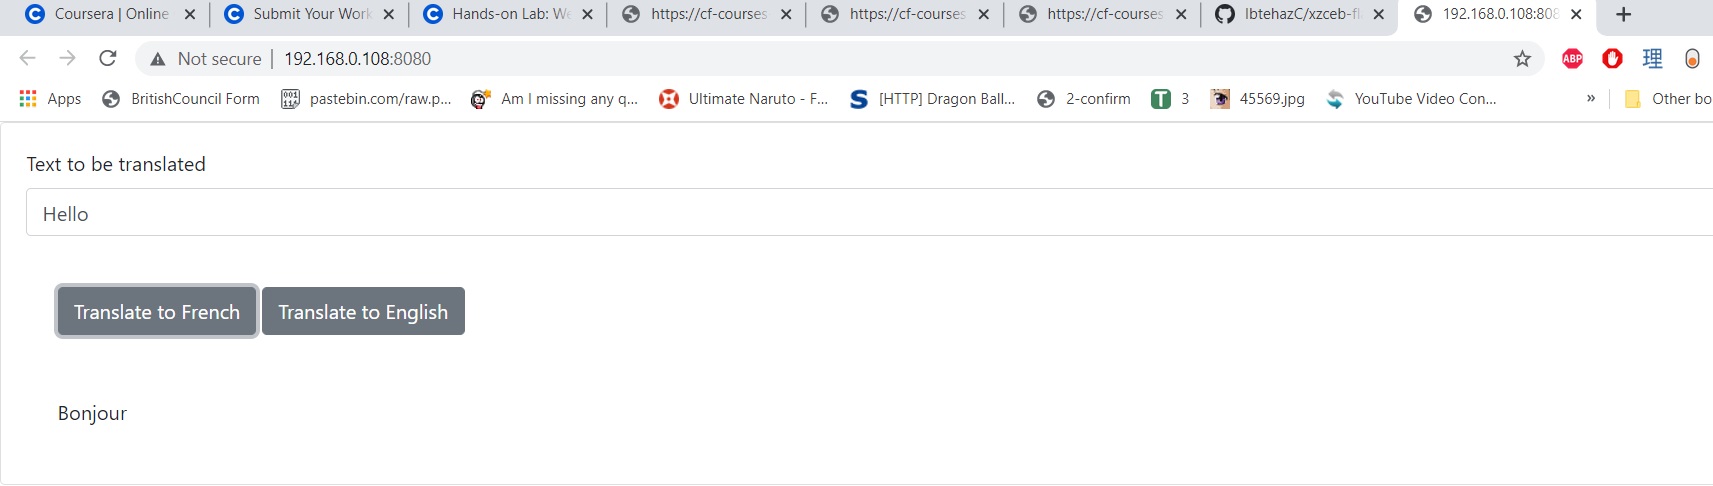 Coursera | Online Submit Your Work Hands-on Lab: We https://cf-courses https://cf-courses https://cf-courses IbtehazC/xzceb-fl 192.168.0.108:808
Not secure | 192.168.0.108:8080
Apps BritishCouncil Form pastebin.com/raw.p... Am I missing any q... Ultimate Naruto - F... [HTTP] Dragon Ball... 2-confirm T 3 45569.jpg YouTube Video Con... » Other bo
Text to be translated
Hello
Translate to French Translate to English
Bonjour